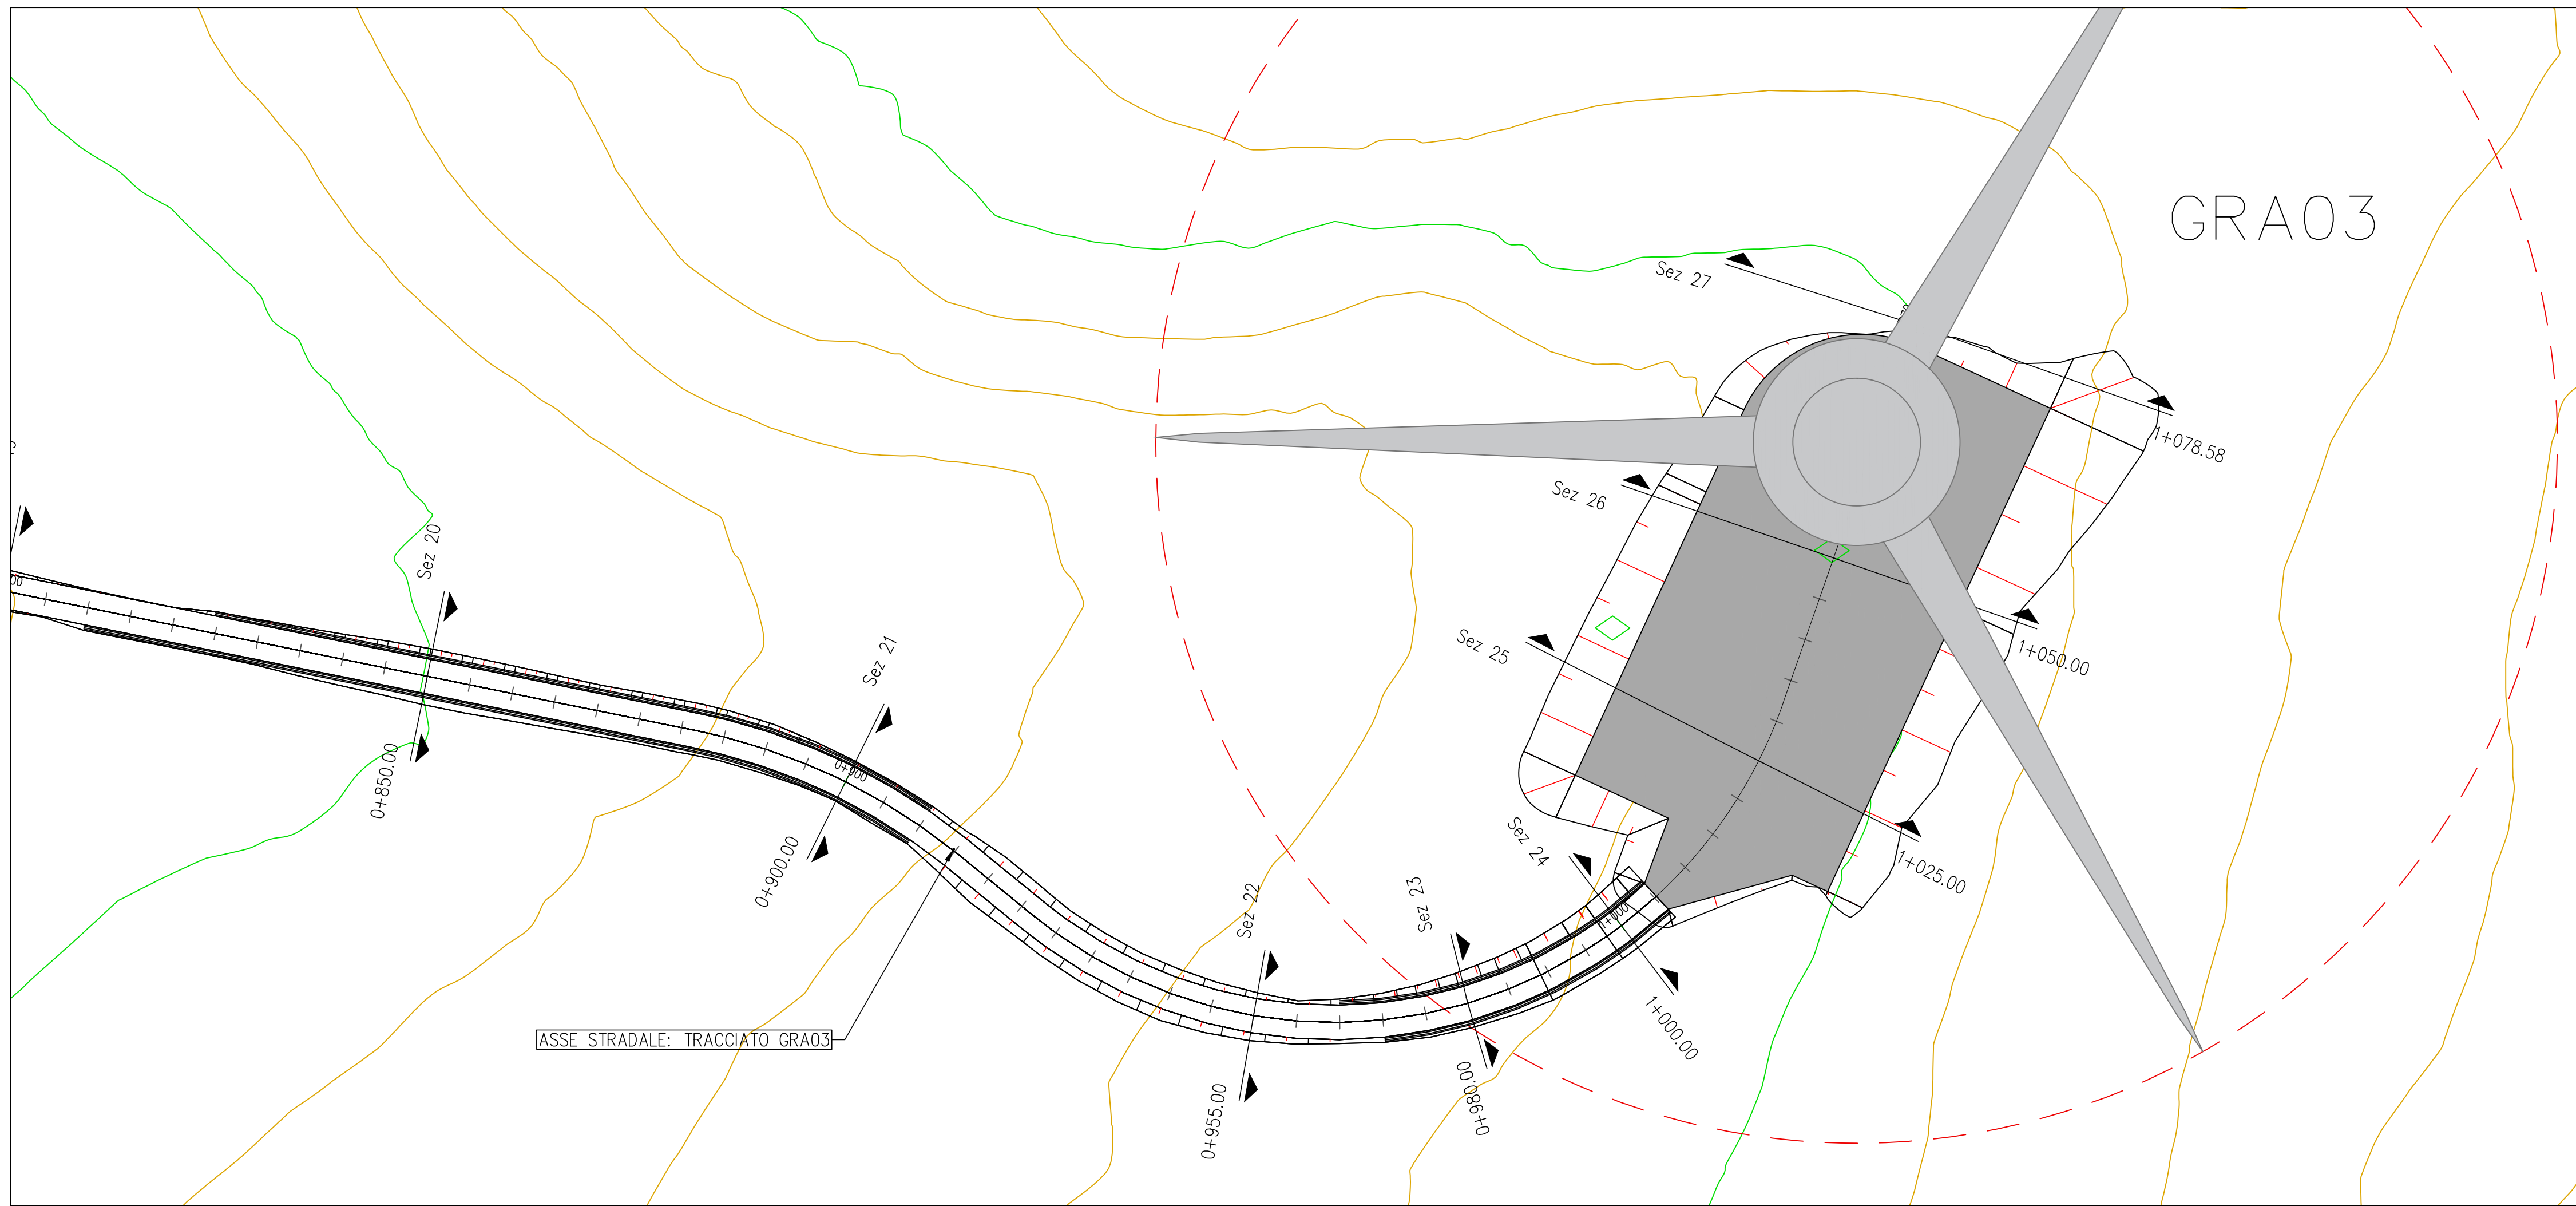 GRA03
Sez 27
1+078.58
Sez 26
1+050.00
Sez 25
1+025.00
Sez 24
1+000.00
Sez 23
0+980.00
Sez 22
0+955.00
Sez 21
0+900
0+900.00
Sez 20
0+850.00
ASSE STRADALE: TRACCIATO GRA03